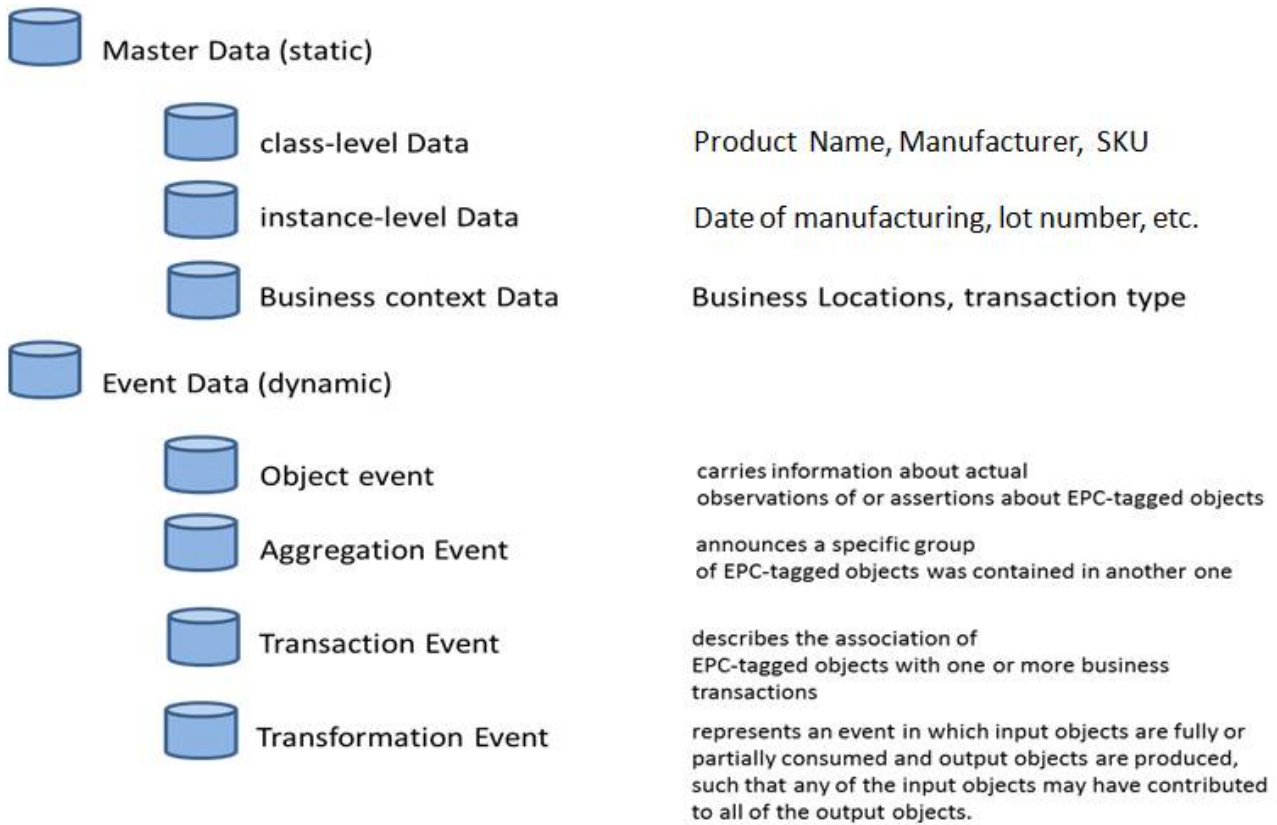 Master Data (static)
class-level Data
Product Name, Manufacturer, SKU
instance-level Data
Date of manufacturing, lot number, etc.
Business context Data
Business Locations, transaction type
Event Data (dynamic)
Object event
carries information about actual
observations of or assertions about EPC-tagged objects
Aggregation Event
announces a specific group
of EPC-tagged objects was contained in another one
Transaction Event
describes the association of
EPC-tagged objects with one or more business
transactions
Transformation Event
represents an event in which input objects are fully or
partially consumed and output objects are produced,
such that any of the input objects may have contributed
to all of the output objects.